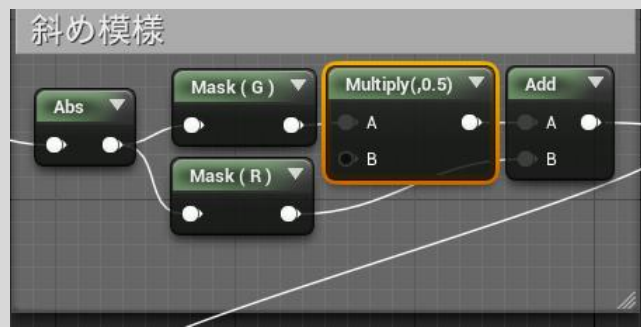 斜め模様
Abs
Mask ( G )
Mask ( R )
Multiply(,0.5)
A
B
Add
A
B